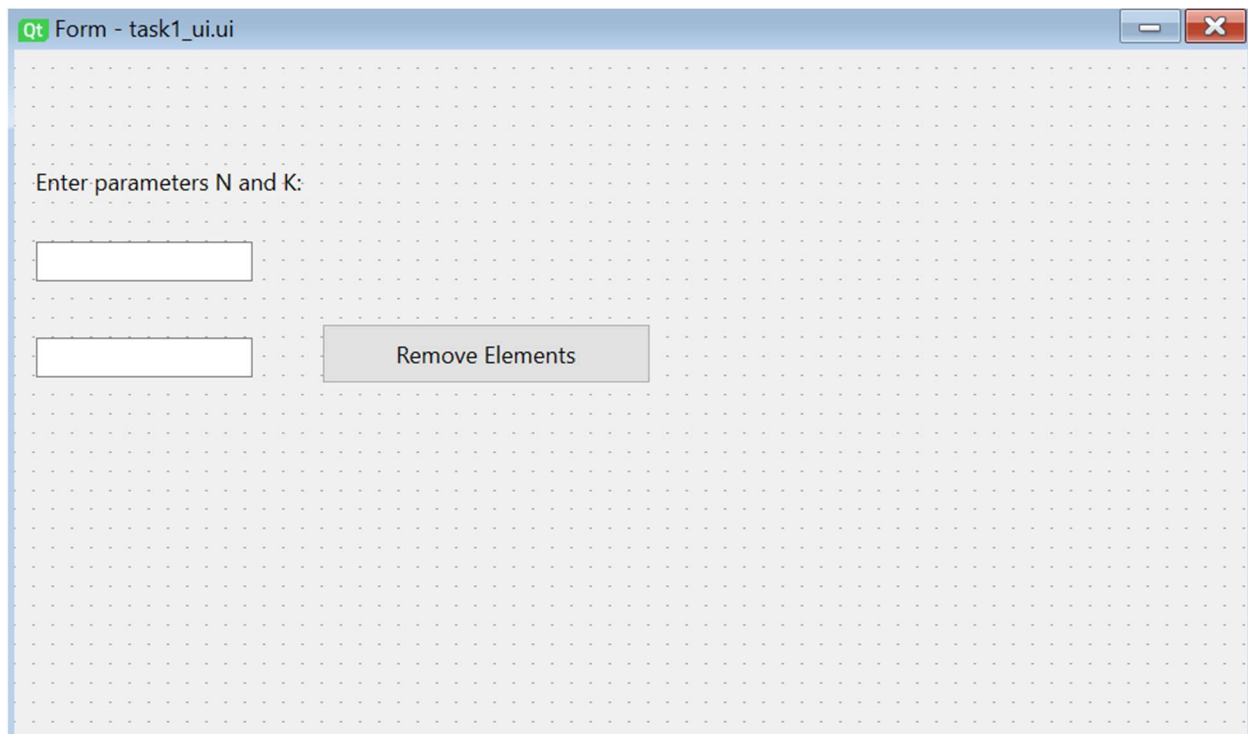 Qt Form - task1_ui.ui
Enter parameters N and K:
Remove Elements